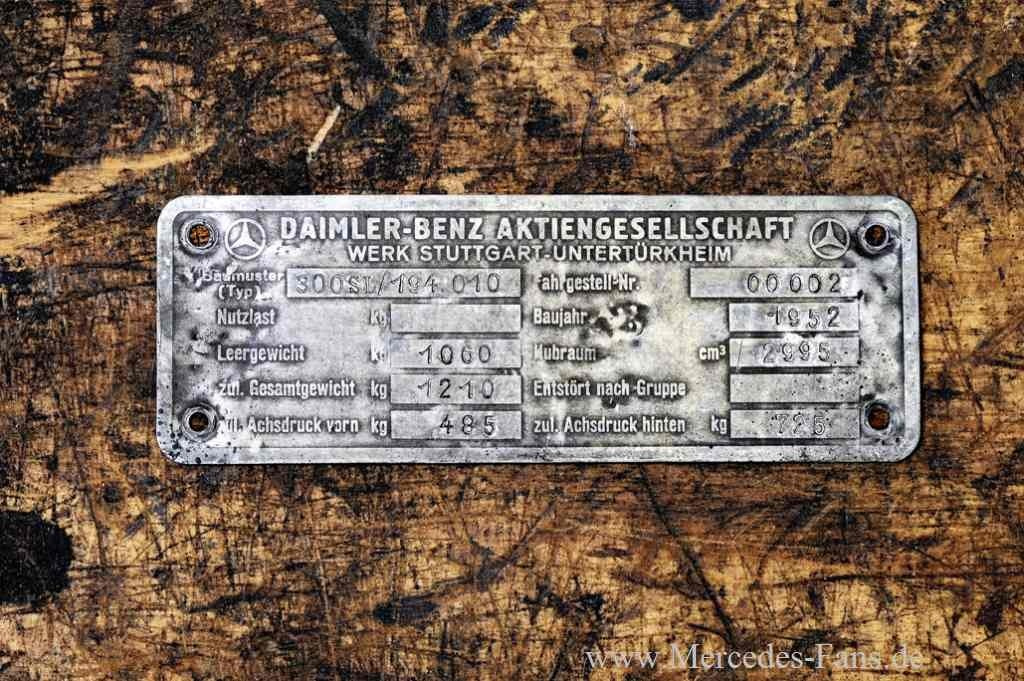 DAIMLER-BENZ AKTIENGESELLSCHAFT
WERK STUTTGART-UNTERTÜRKHEIM
Baumuster (Typ) 300SL/194.010 Fahrgestell-Nr. 00002
Nutzlast kg Baujahr 1952
Leergewicht kg 1060 Hubraum cm³ 2995
zul. Gesamtgewicht kg 1210 Entstört nach Gruppe
zul. Achsdruck vorn kg 485 zul. Achsdruck hinten kg 725
www.Mercedes-Fans.de